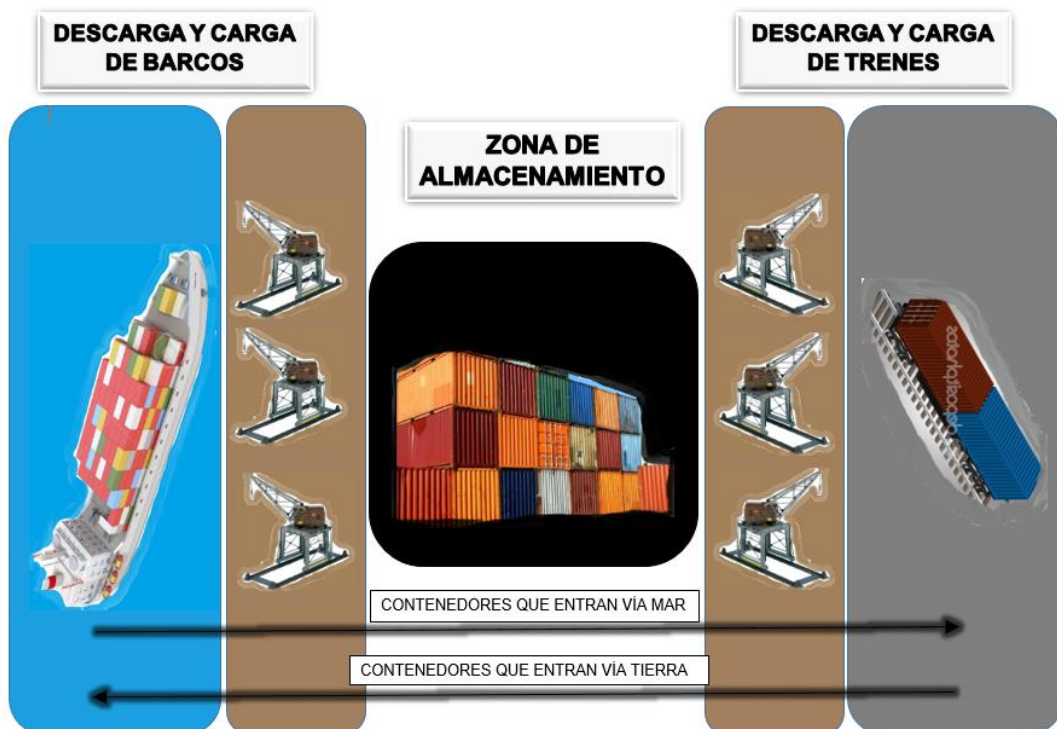 DESCARGA Y CARGA
DE BARCOS
DESCARGA Y CARGA
DE TRENES
ZONA DE
ALMACENAMIENTO
CONTENEDORES QUE ENTRAN VÍA MAR
CONTENEDORES QUE ENTRAN VÍA TIERRA